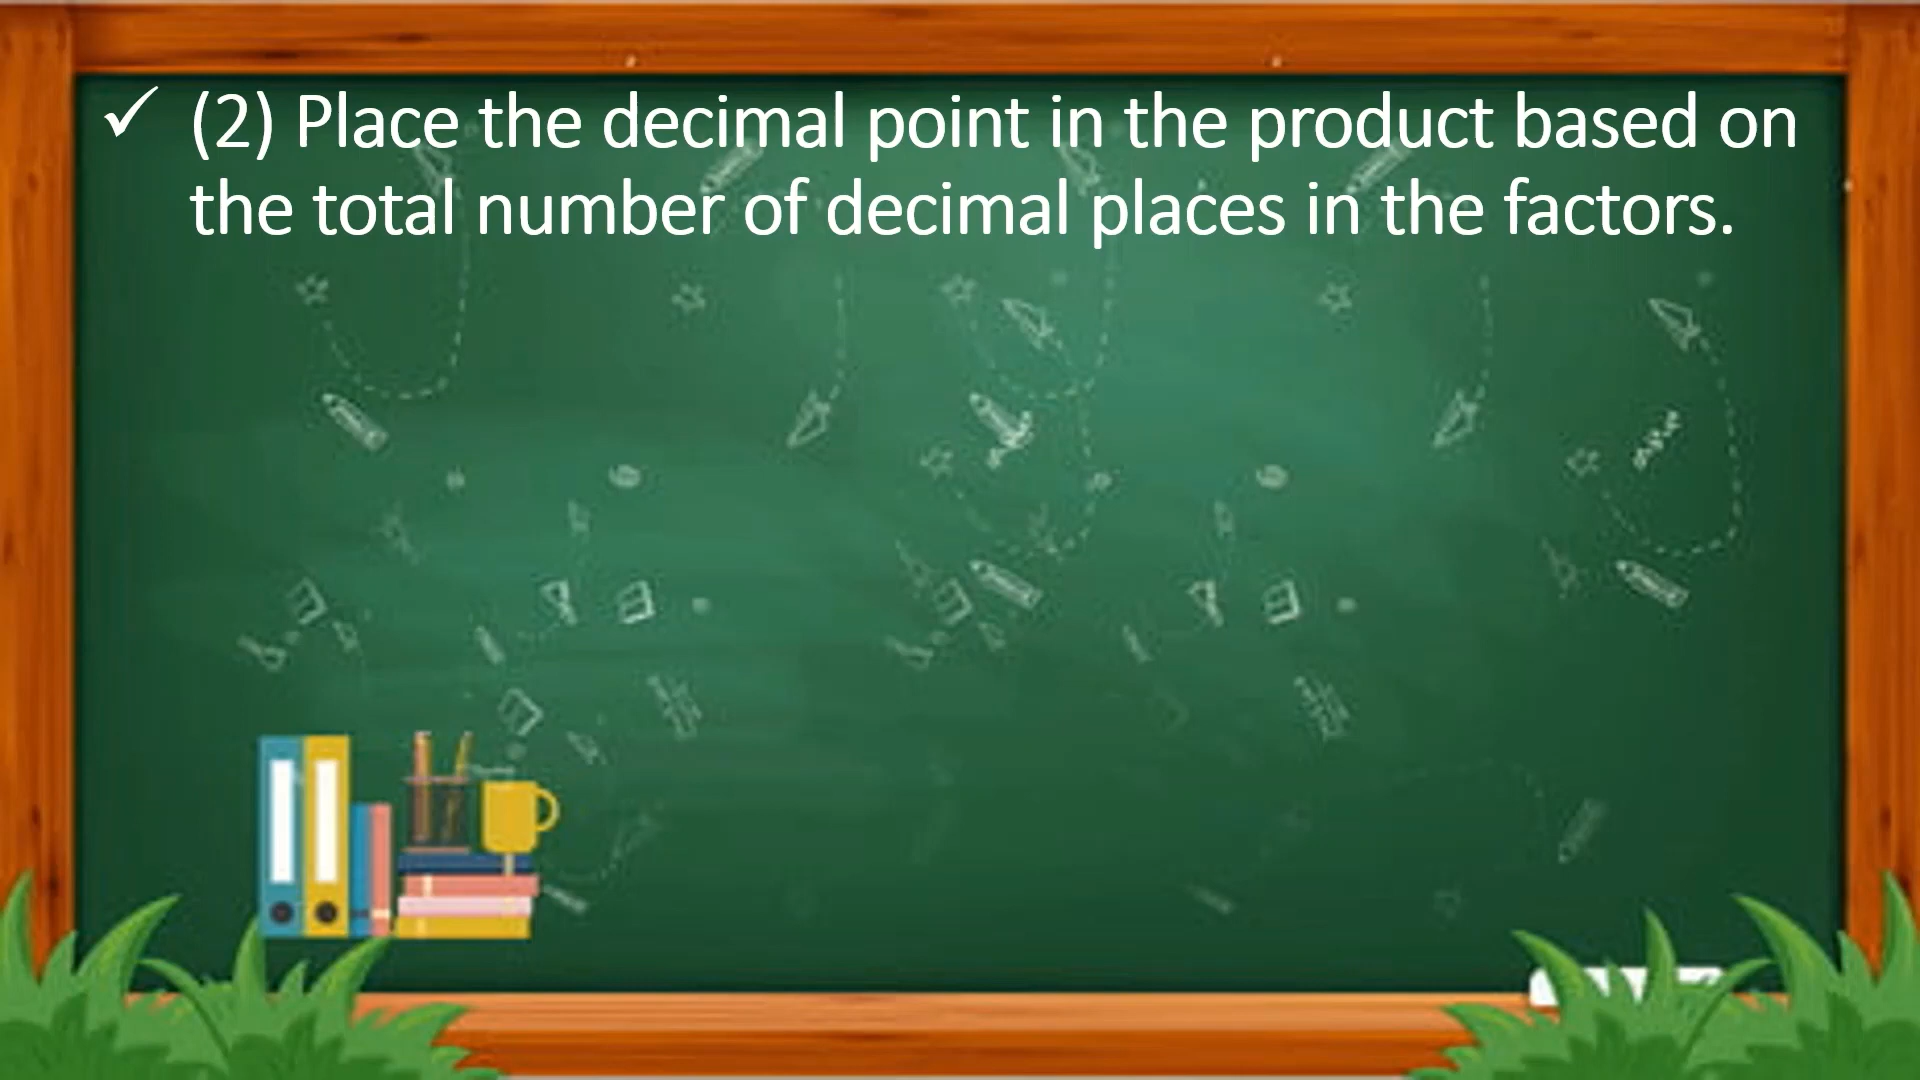 ✓ (2) Place the decimal point in the product based on
the total number of decimal places in the factors.